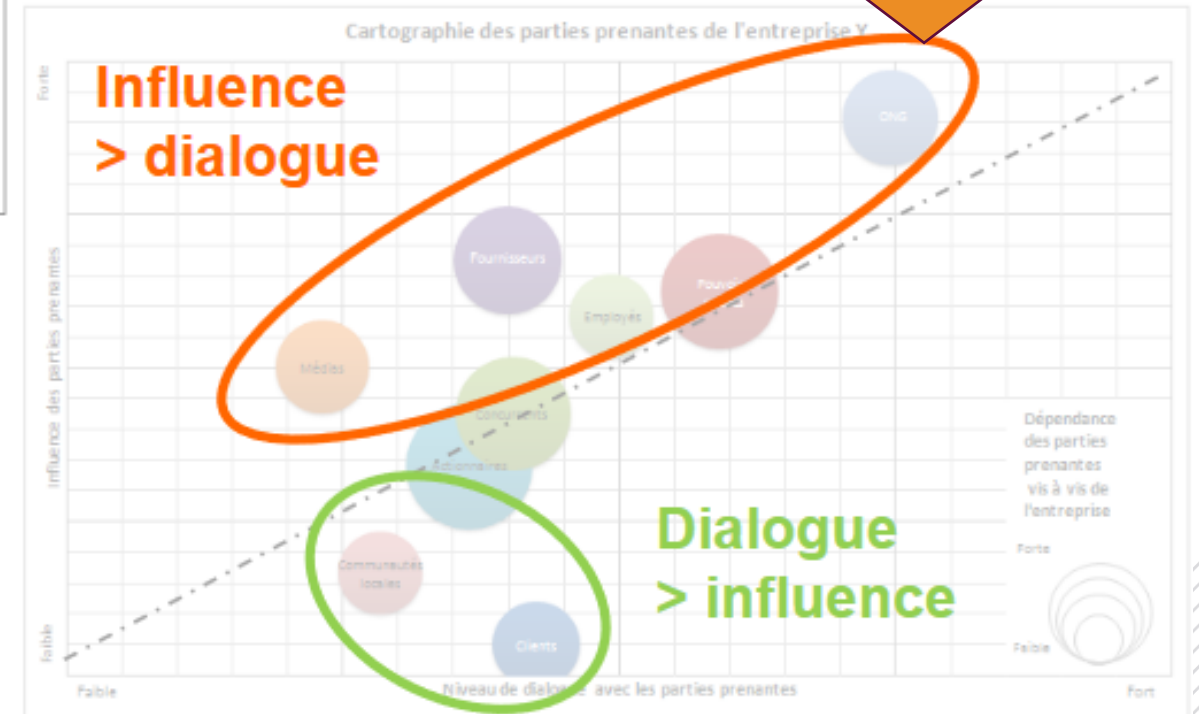 Cartographie des parties prenantes de l'entreprise Y
Forte
Influence
> dialogue
ONG
Fournisseurs
Employés
Médias
Concurrents
Actionnaires
Influence des parties prenantes
Dépendance
des parties
prenantes
vis à vis de
l'entreprise
Forte
Faible
Dialogue
> influence
Communautés
locales
Clients
Faible
Faible
Niveau de dialogue avec les parties prenantes
Fort